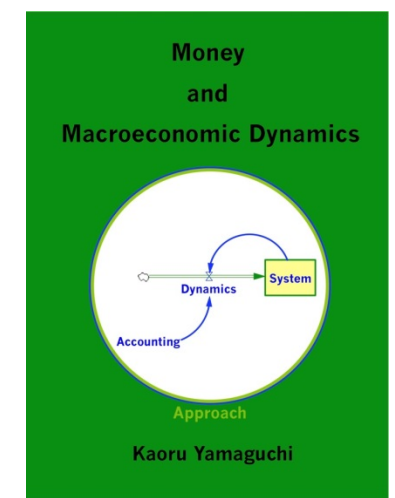 Money
and
Macroeconomic Dynamics
System
Dynamics
Accounting
Approach
Kaoru Yamaguchi